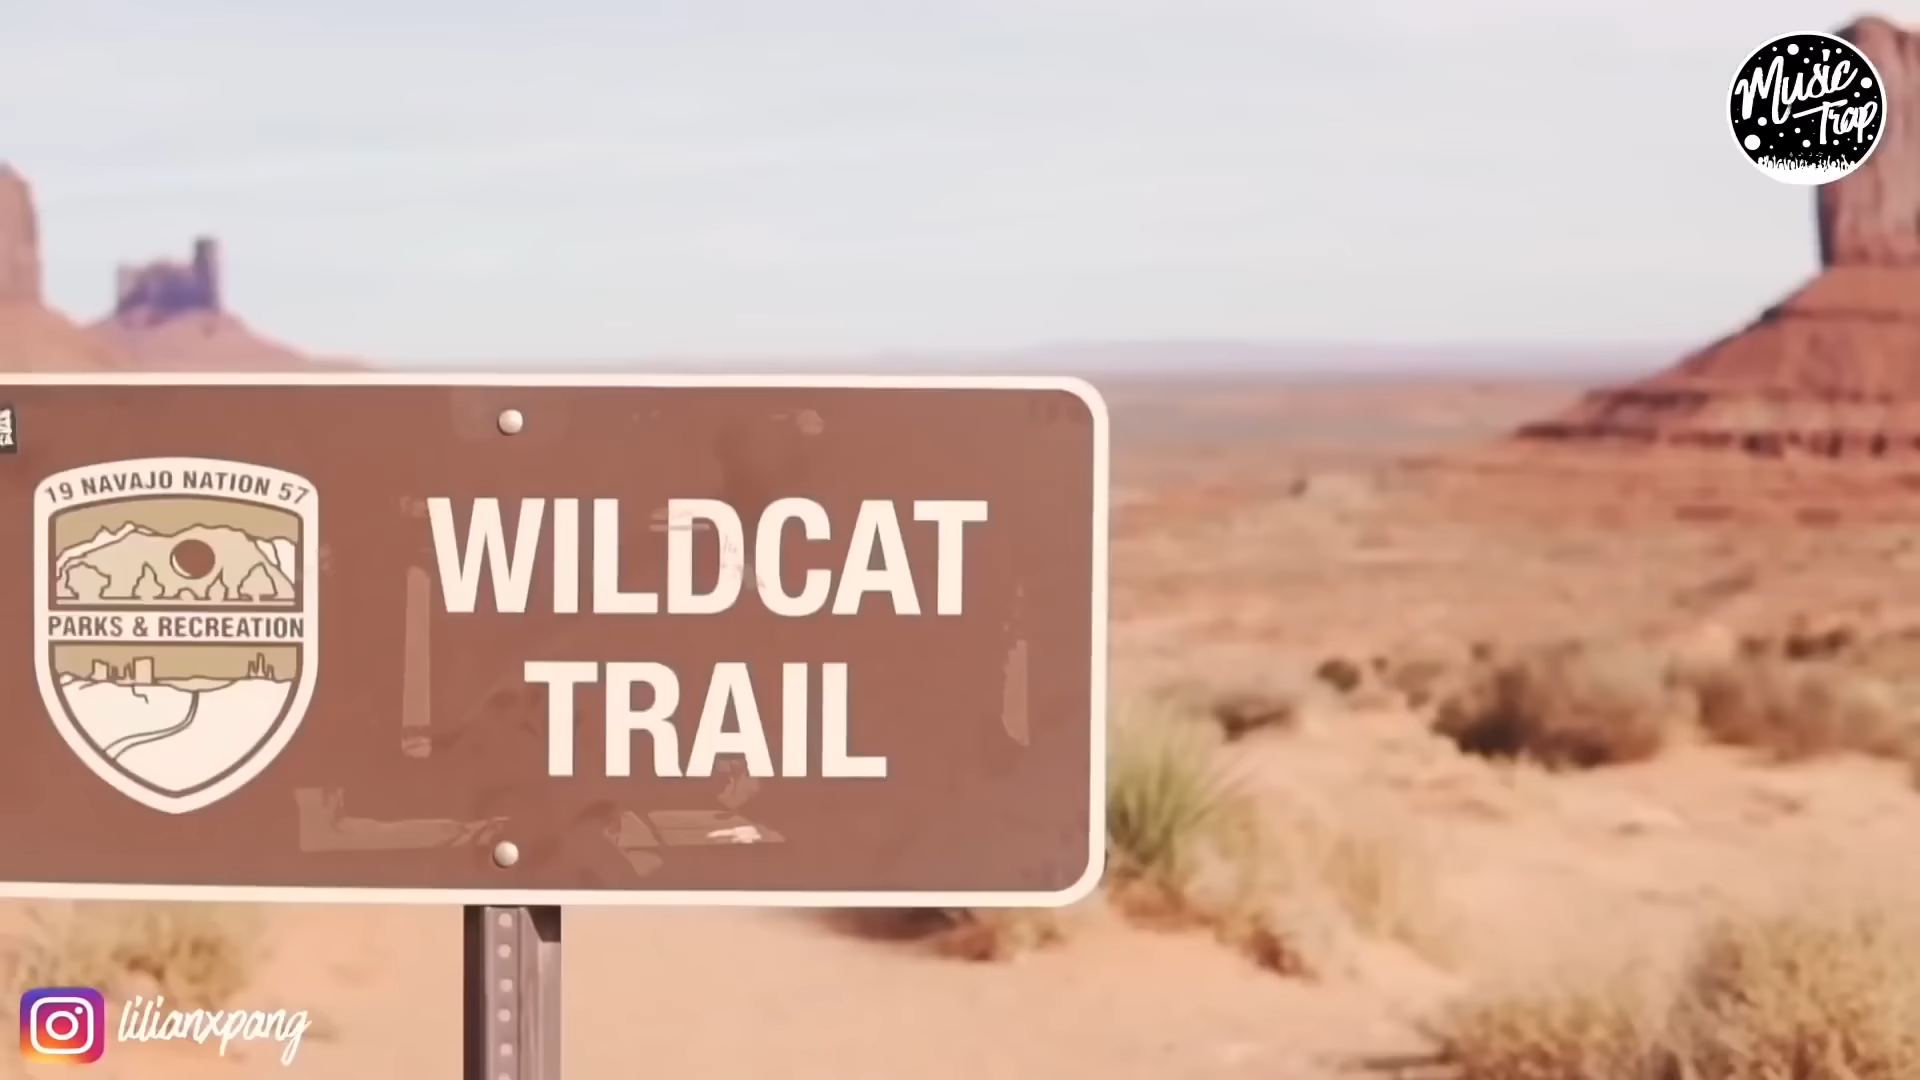 Music
Trap
19 NAVAJO NATION 57
PARKS & RECREATION
WILDCAT
TRAIL
lilianxpang